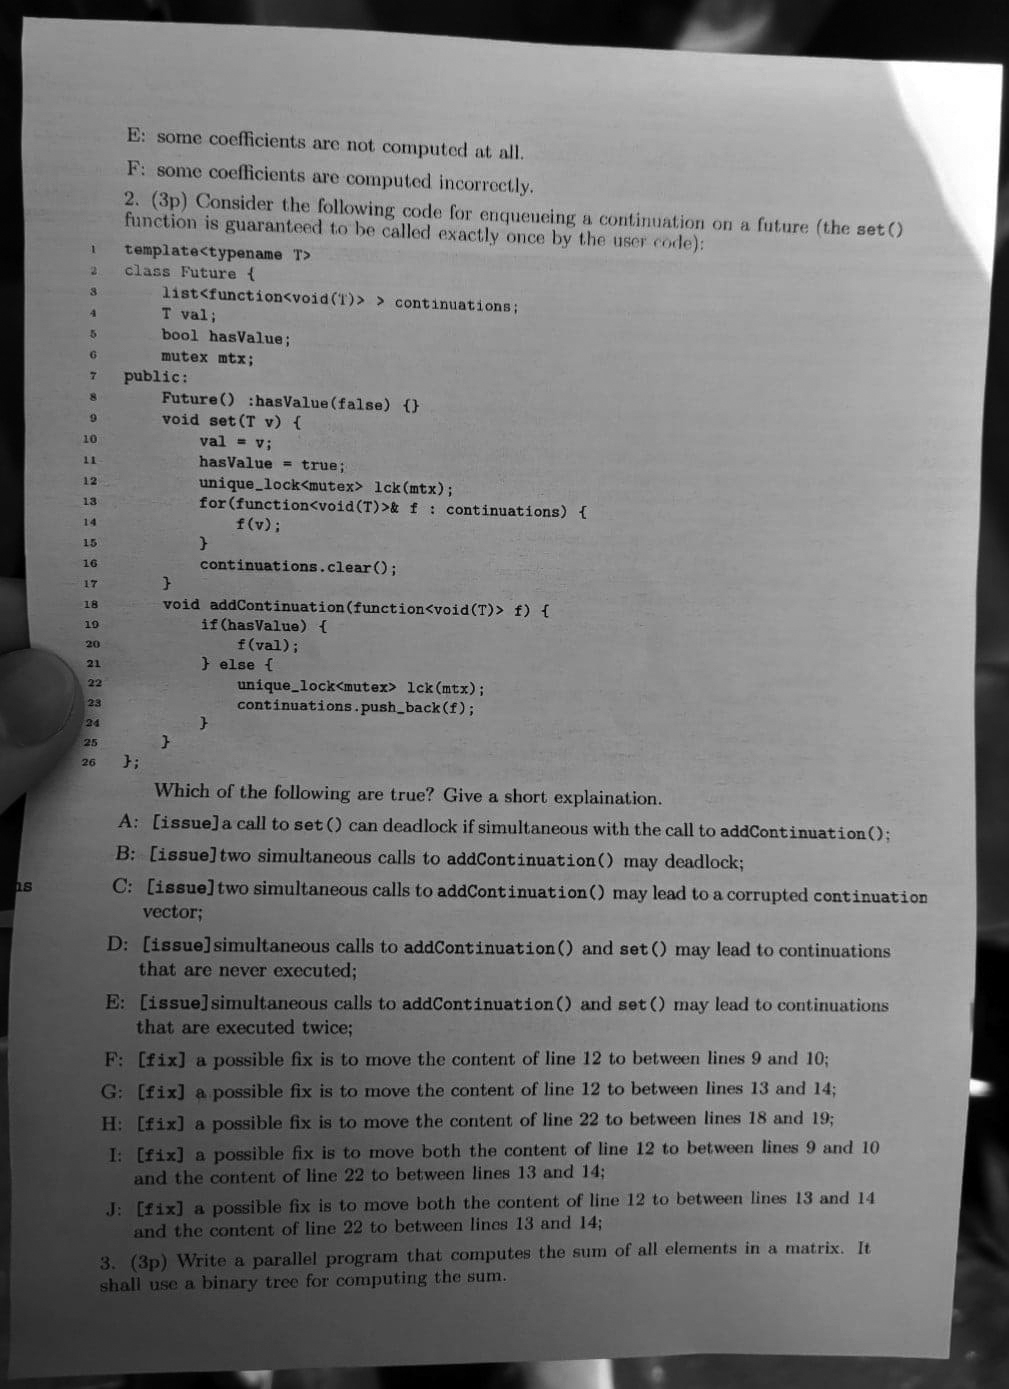 E: some coefficients are not computed at all.
F: some coefficients are computed incorrectly.
2. (3p) Consider the following code for enqueueing a continuation on a future (the set()
function is guaranteed to be called exactly once by the user code):
1 template<typename T>
2 class Future {
3 list<function<void(T)> > continuations;
4 T val;
5 bool hasValue;
6 mutex mtx;
7 public:
8 Future() :hasValue(false) {}
9 void set(T v) {
10 val = v;
11 hasValue = true;
12 unique_lock<mutex> lck(mtx);
13 for(function<void(T)>& f : continuations) {
14 f(v);
15 }
16 continuations.clear();
17 }
18 void addContinuation(function<void(T)> f) {
19 if(hasValue) {
20 f(val);
21 } else {
22 unique_lock<mutex> lck(mtx);
23 continuations.push_back(f);
24 }
25 }
26 };
Which of the following are true? Give a short explaination.
A: [issue]a call to set() can deadlock if simultaneous with the call to addContinuation();
B: [issue]two simultaneous calls to addContinuation() may deadlock;
C: [issue]two simultaneous calls to addContinuation() may lead to a corrupted continuation
vector;
D: [issue]simultaneous calls to addContinuation() and set() may lead to continuations
that are never executed;
E: [issue]simultaneous calls to addContinuation() and set() may lead to continuations
that are executed twice;
F: [fix] a possible fix is to move the content of line 12 to between lines 9 and 10;
G: [fix] a possible fix is to move the content of line 12 to between lines 13 and 14;
H: [fix] a possible fix is to move the content of line 22 to between lines 18 and 19;
I: [fix] a possible fix is to move both the content of line 12 to between lines 9 and 10
and the content of line 22 to between lines 13 and 14;
J: [fix] a possible fix is to move both the content of line 12 to between lines 13 and 14
and the content of line 22 to between lines 13 and 14;
3. (3p) Write a parallel program that computes the sum of all elements in a matrix. It
shall use a binary tree for computing the sum.